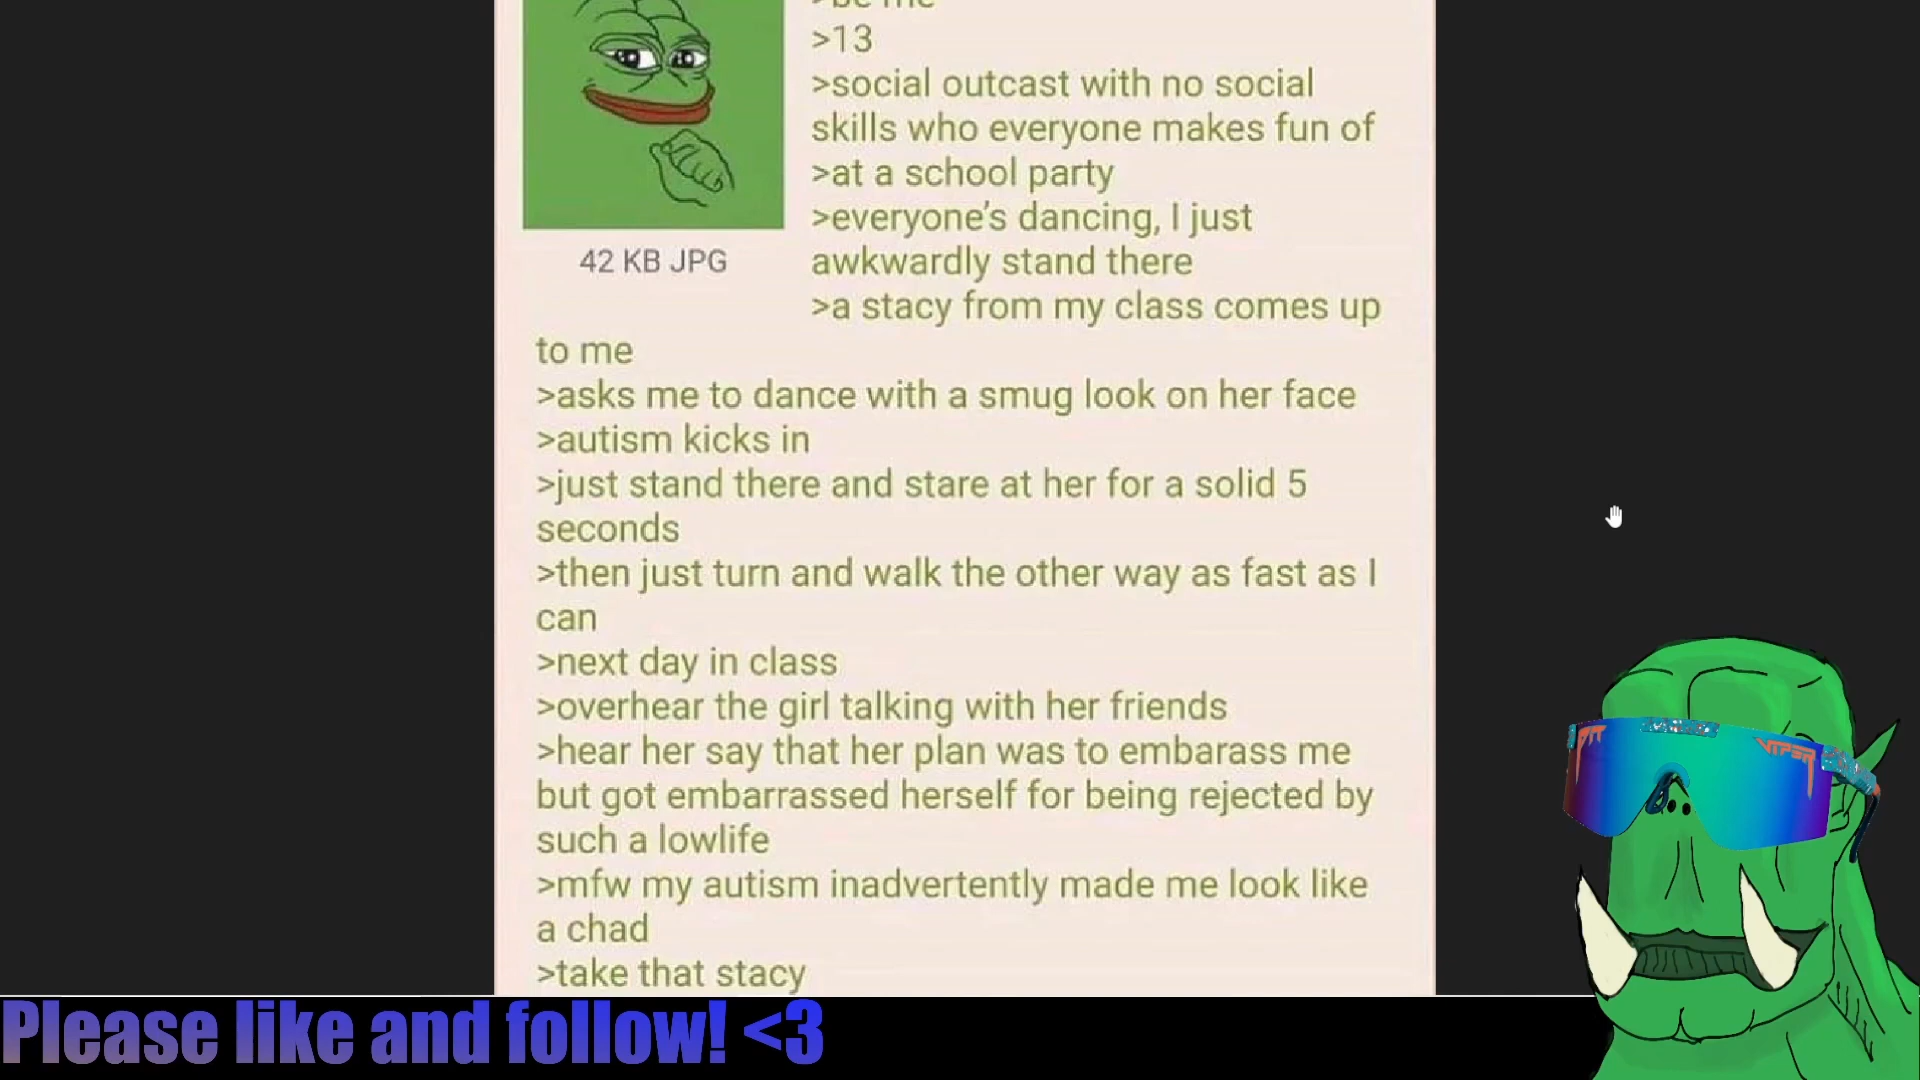 >be me
>13
>social outcast with no social
skills who everyone makes fun of
>at a school party
>everyone's dancing, I just
awkwardly stand there
>a stacy from my class comes up
42 KB JPG
to me
>asks me to dance with a smug look on her face
>autism kicks in
>just stand there and stare at her for a solid 5
seconds
>then just turn and walk the other way as fast as I
can
>next day in class
>overhear the girl talking with her friends
>hear her say that her plan was to embarass me
but got embarrassed herself for being rejected by
such a lowlife
>mfw my autism inadvertently made me look like
a chad
>take that stacy
PIT
VIPER
Please like and follow! <3